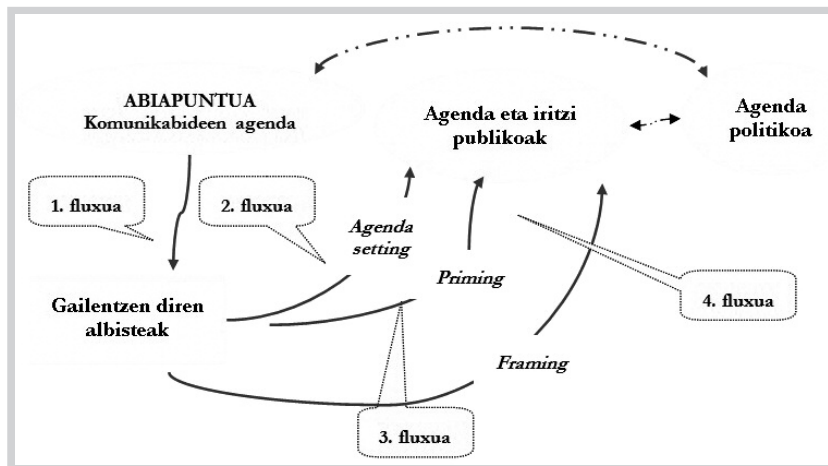 ABIAPUNTUA
Komunikabideen agenda
Agenda eta iritzi
publikoak
Agenda
politikoa
1. fluxua
2. fluxua
Agenda
setting
Priming
Gailentzen diren
albisteak
4. fluxua
Framing
3. fluxua